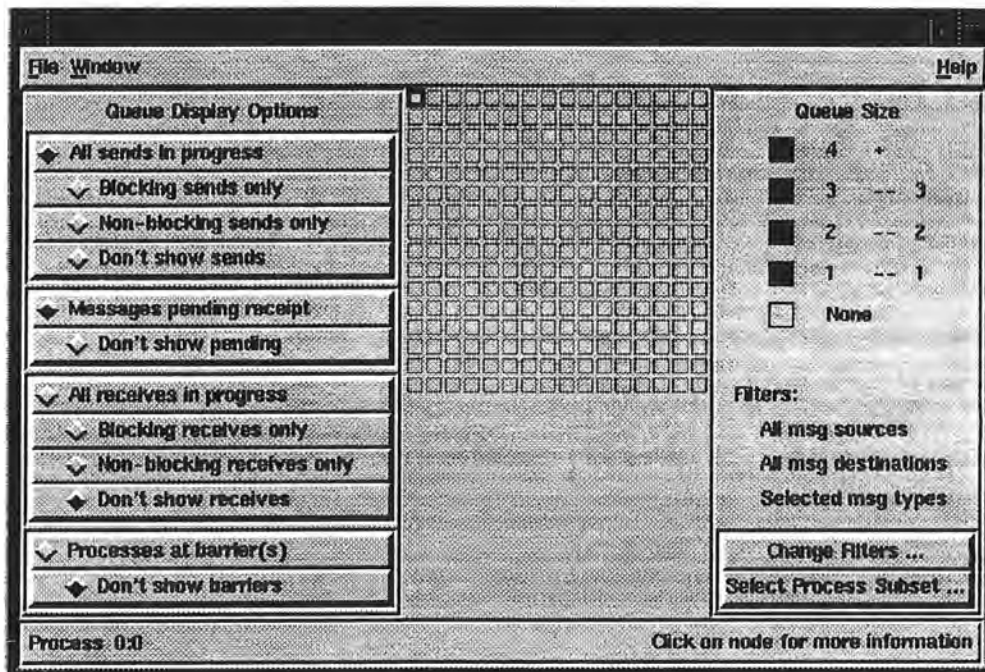 File Window Help
Queue Display Options
All sends in progress
Blocking sends only
Non-blocking sends only
Don't show sends
Messages pending receipt
Don't show pending
All receives in progress
Blocking receives only
Non-blocking receives only
Don't show receives
Processes at barrier(s)
Don't show barriers
Queue Size
4 +
3 -- 3
2 -- 2
1 -- 1
None
Filters:
All msg sources
All msg destinations
Selected msg types
Change Filters ...
Select Process Subset ...
Process 0:0
Click on node for more information